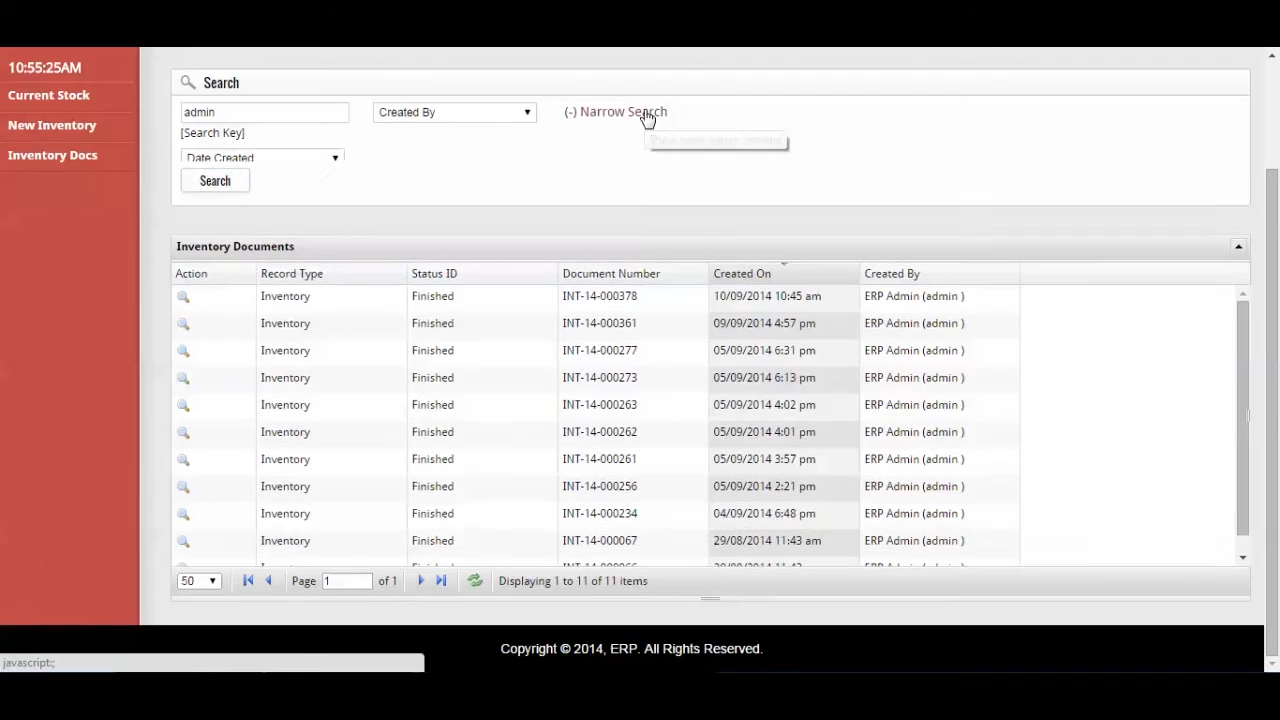 10:55:25AM
Current Stock
New Inventory
Inventory Docs
Search
admin
Created By
(-) Narrow Search
[Search Key]
Date Created
Search
Inventory Documents
Action Record Type Status ID Document Number Created On Created By
Inventory Finished INT-14-000378 10/09/2014 10:45 am ERP Admin (admin )
Inventory Finished INT-14-000361 09/09/2014 4:57 pm ERP Admin (admin )
Inventory Finished INT-14-000277 05/09/2014 6:31 pm ERP Admin (admin )
Inventory Finished INT-14-000273 05/09/2014 6:13 pm ERP Admin (admin )
Inventory Finished INT-14-000263 05/09/2014 4:02 pm ERP Admin (admin )
Inventory Finished INT-14-000262 05/09/2014 4:01 pm ERP Admin (admin )
Inventory Finished INT-14-000261 05/09/2014 3:57 pm ERP Admin (admin )
Inventory Finished INT-14-000256 05/09/2014 2:21 pm ERP Admin (admin )
Inventory Finished INT-14-000234 04/09/2014 6:48 pm ERP Admin (admin )
Inventory Finished INT-14-000067 29/08/2014 11:43 am ERP Admin (admin )
50 Page 1 of 1 Displaying 1 to 11 of 11 items
Copyright © 2014, ERP. All Rights Reserved.
javascript:;